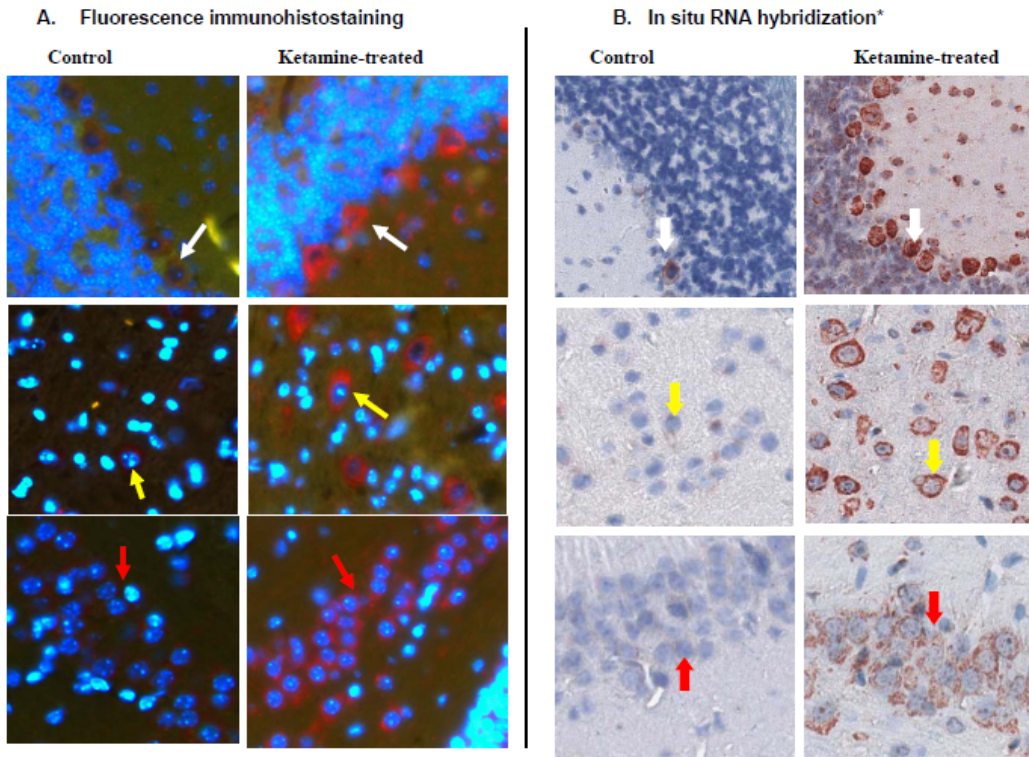 A. Fluorescence immunohistostaining
Control Ketamine-treated
B. In situ RNA hybridization*
Control Ketamine-treated